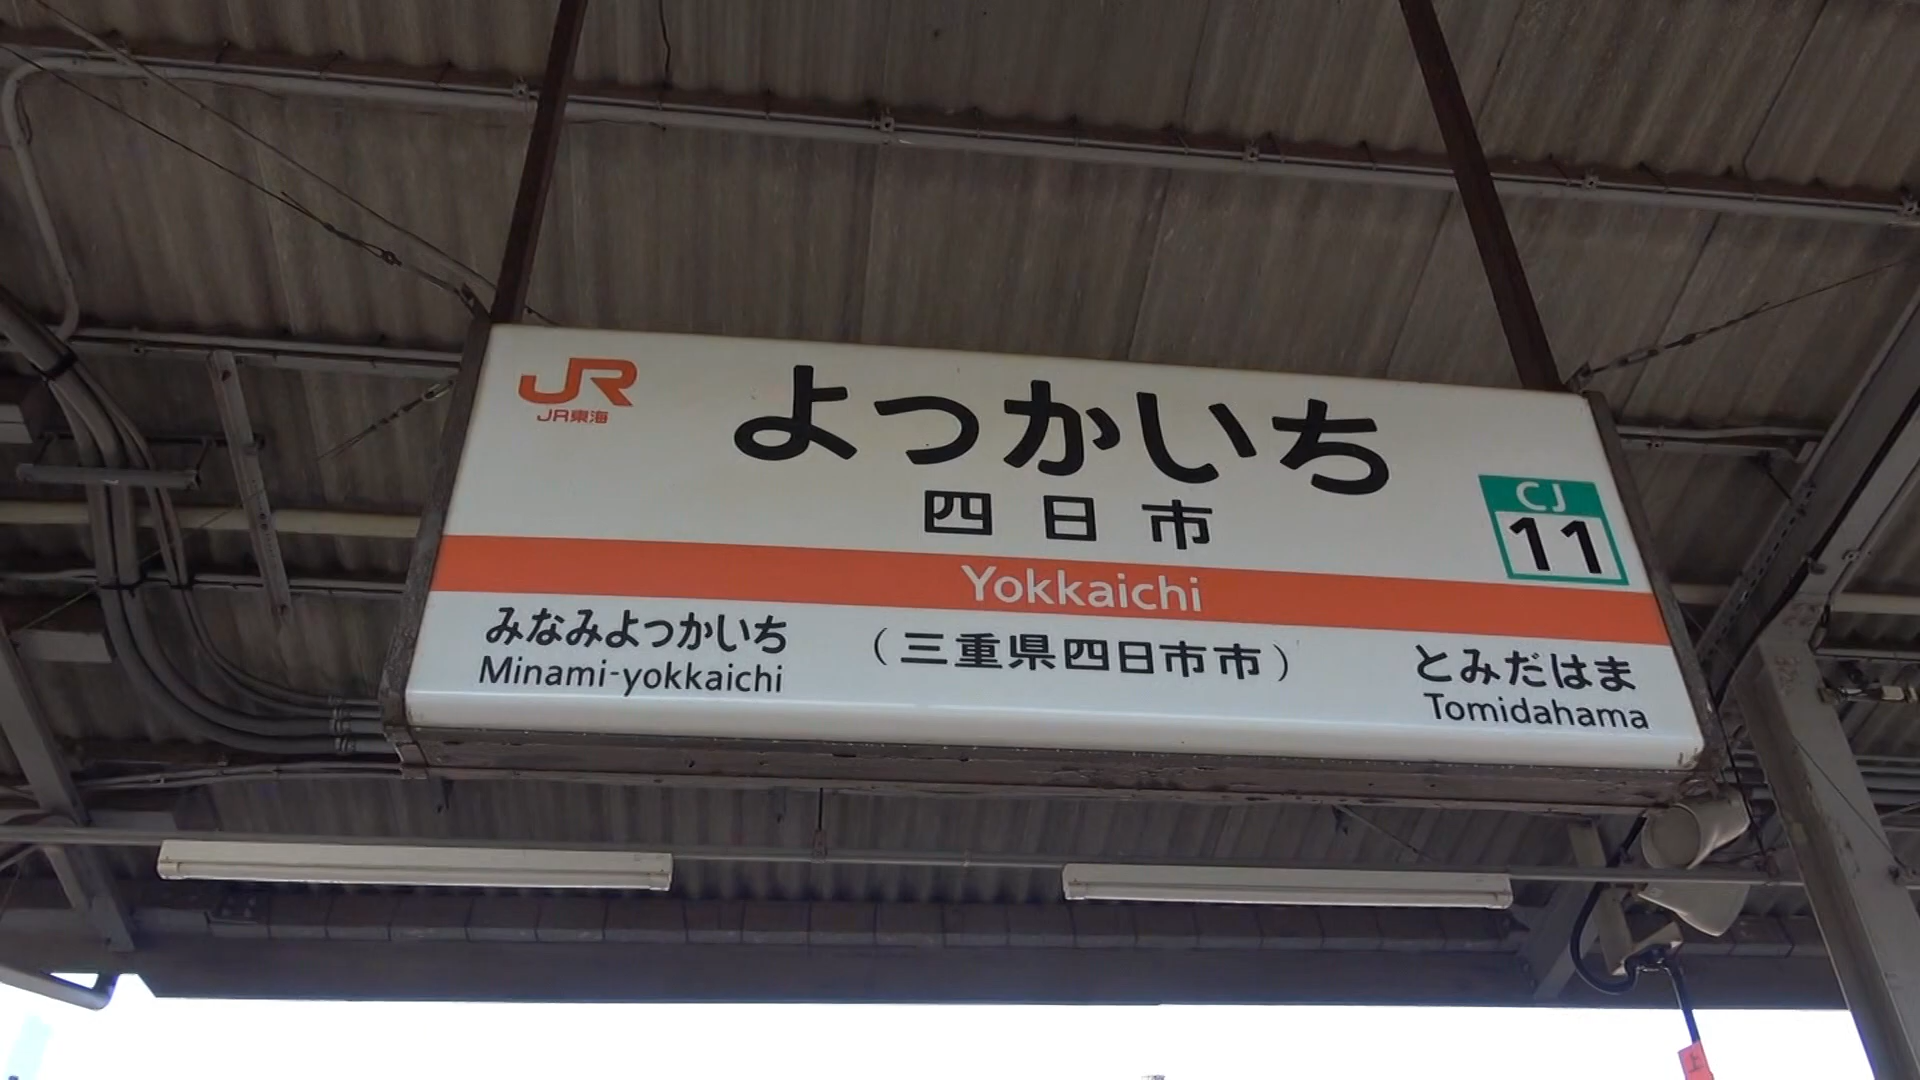 JR
JR東海
よっかいち
四日市
CJ
11
Yokkaichi
みなみよっかいち
Minami-yokkaichi
（三重県四日市市）
とみだはま
Tomidahama